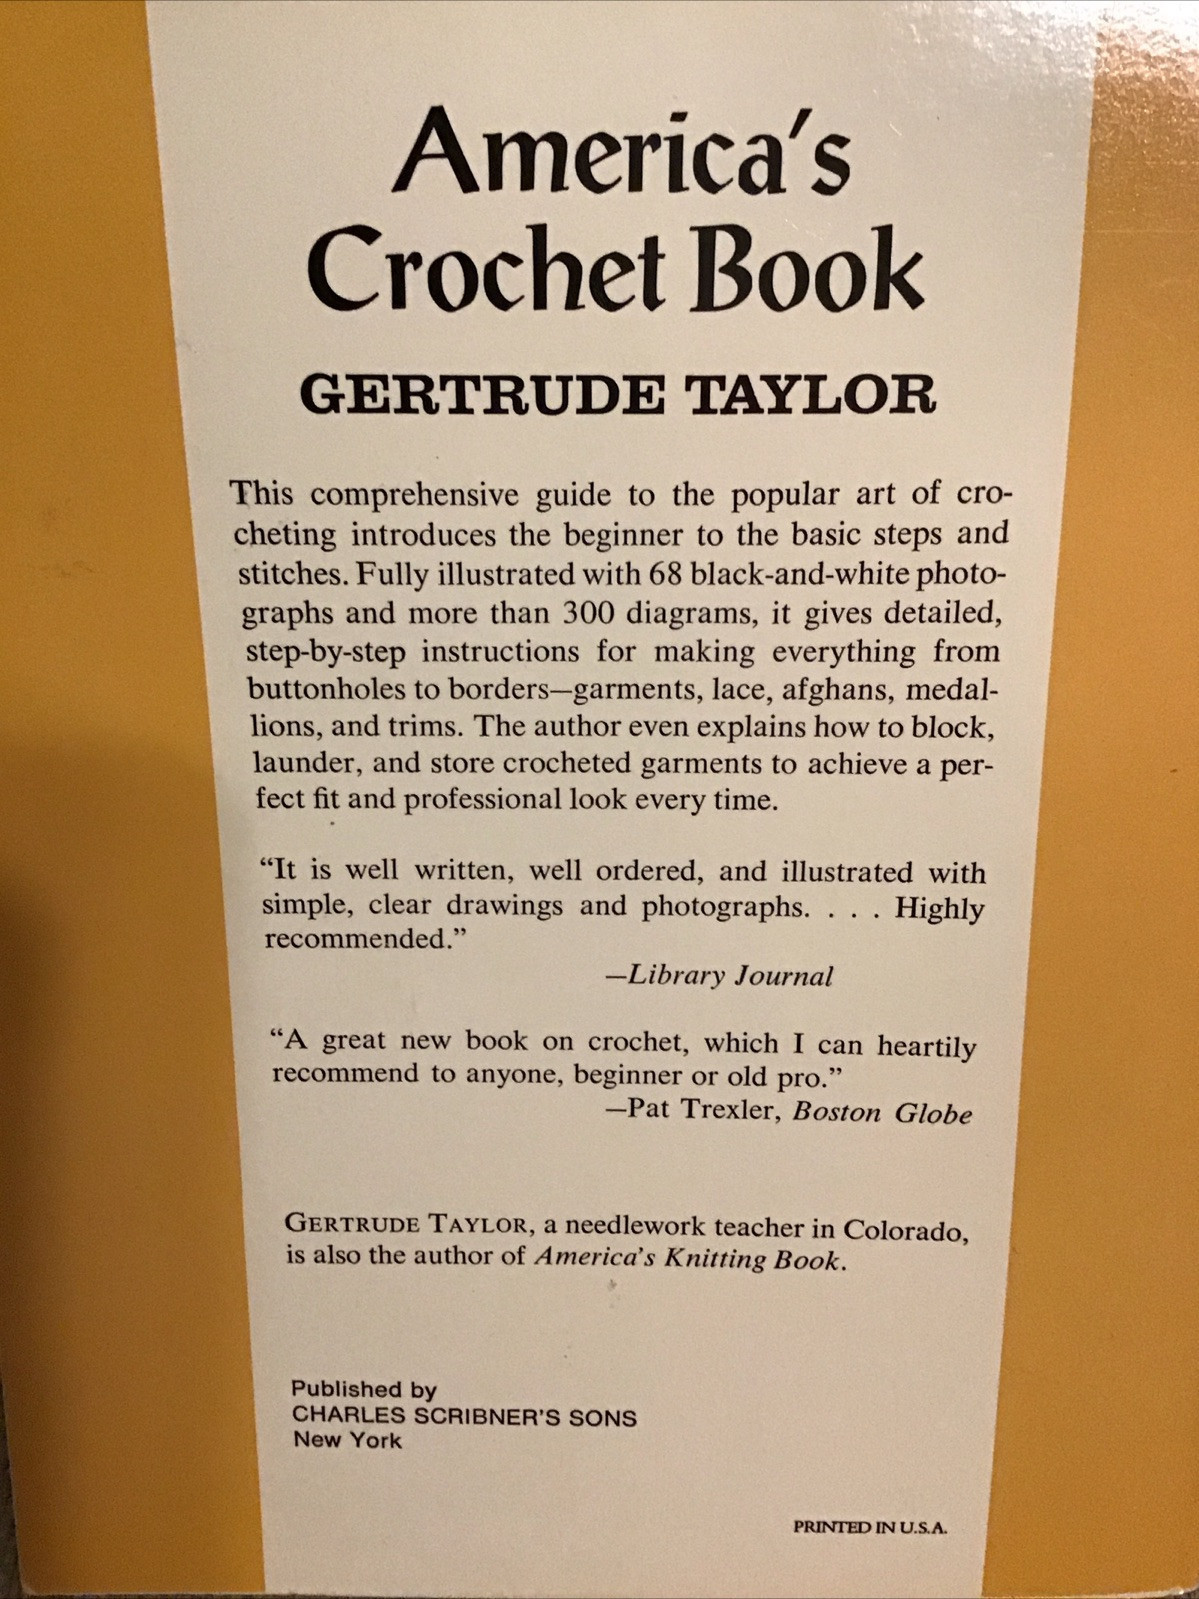 America's
Crochet Book
GERTRUDE TAYLOR
This comprehensive guide to the popular art of cro-
cheting introduces the beginner to the basic steps and
stitches. Fully illustrated with 68 black-and-white photo-
graphs and more than 300 diagrams, it gives detailed,
step-by-step instructions for making everything from
buttonholes to borders—garments, lace, afghans, medal-
lions, and trims. The author even explains how to block,
launder, and store crocheted garments to achieve a per-
fect fit and professional look every time.
“It is well written, well ordered, and illustrated with
simple, clear drawings and photographs. . . . Highly
recommended.”
—Library Journal
“A great new book on crochet, which I can heartily
recommend to anyone, beginner or old pro.”
—Pat Trexler, Boston Globe
GERTRUDE TAYLOR, a needlework teacher in Colorado,
is also the author of America's Knitting Book.
Published by
CHARLES SCRIBNER'S SONS
New York
PRINTED IN U.S.A.